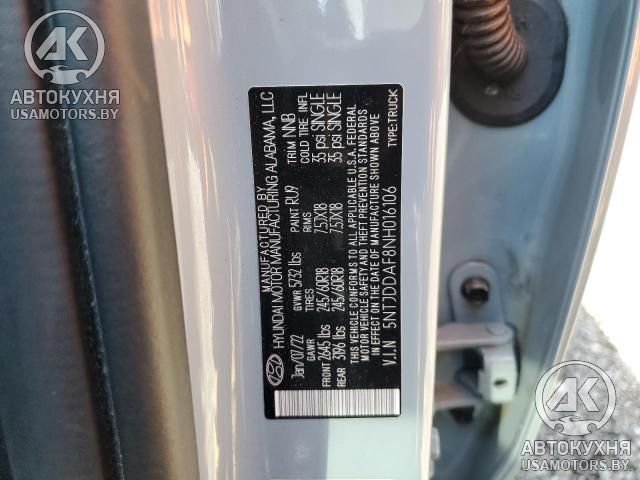 AK
АВТОКУХНЯ
USAMOTORS.BY
MANUFACTURED BY
HYUNDAI MOTOR MANUFACTURING ALABAMA, LLC
Jan/07/22 GVWR 5732 lbs PAINT RU9 TRIM NNB
GAWR TIRES RIMS COLD TIRE INFL
FRONT 2645 lbs 245/60R18 7.5JX18 35 psi SINGLE
REAR 3196 lbs 245/60R18 7.5JX18 35 psi SINGLE
THIS VEHICLE CONFORMS TO ALL APPLICABLE U.S.A. FEDERAL
MOTOR VEHICLE SAFETY AND THEFT PREVENTION STANDARDS
IN EFFECT ON THE DATE OF MANUFACTURE SHOWN ABOVE
V.I.N 5NTJDDAF8NH016106 TYPE:TRUCK
AK
АВТОКУХНЯ
USAMOTORS.BY